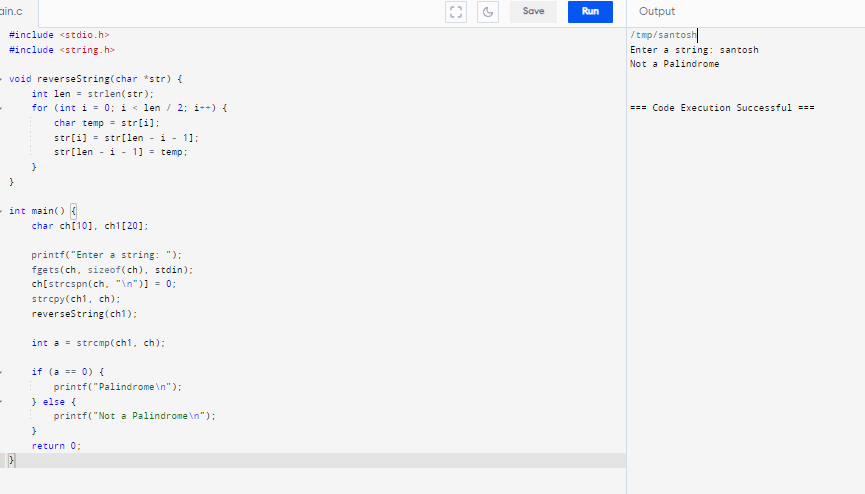 ain.c
Save
Run
Output
#include <stdio.h>
#include <string.h>
void reverseString(char *str) {
int len = strlen(str);
for (int i = 0; i < len / 2; i++) {
char temp = str[i];
str[i] = str[len - i - 1];
str[len - i - 1] = temp;
}
}
int main() {
char ch[10], ch1[20];
printf("Enter a string: ");
fgets(ch, sizeof(ch), stdin);
ch[strcspn(ch, "\n")] = 0;
strcpy(ch1, ch);
reverseString(ch1);
int a = strcmp(ch1, ch);
if (a == 0) {
printf("Palindrome\n");
} else {
printf("Not a Palindrome\n");
}
return 0;
}
/tmp/santosh
Enter a string: santosh
Not a Palindrome
=== Code Execution Successful ===